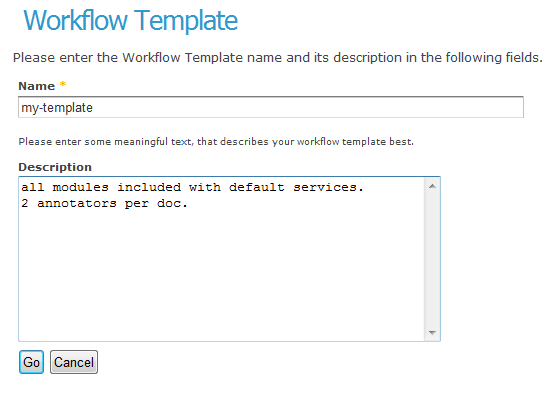 Workflow Template
Please enter the Workflow Template name and its description in the following fields.
Name *
my-template
Please enter some meaningful text, that describes your workflow template best.
Description
all modules included with default services.
2 annotators per doc.
Go Cancel